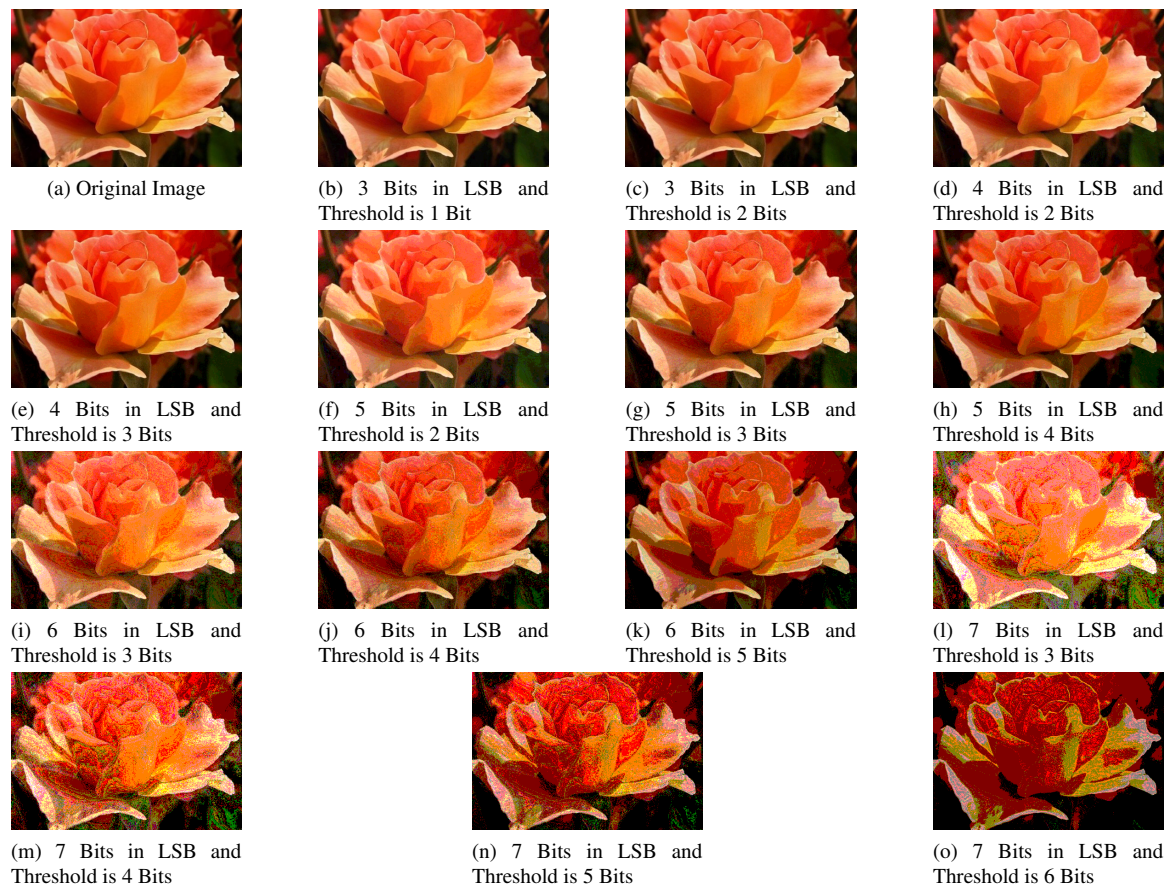 (a) Original Image
(b) 3 Bits in LSB and
Threshold is 1 Bit
(c) 3 Bits in LSB and
Threshold is 2 Bits
(d) 4 Bits in LSB and
Threshold is 2 Bits
(e) 4 Bits in LSB and
Threshold is 3 Bits
(f) 5 Bits in LSB and
Threshold is 2 Bits
(g) 5 Bits in LSB and
Threshold is 3 Bits
(h) 5 Bits in LSB and
Threshold is 4 Bits
(i) 6 Bits in LSB and
Threshold is 3 Bits
(j) 6 Bits in LSB and
Threshold is 4 Bits
(k) 6 Bits in LSB and
Threshold is 5 Bits
(l) 7 Bits in LSB and
Threshold is 3 Bits
(m) 7 Bits in LSB and
Threshold is 4 Bits
(n) 7 Bits in LSB and
Threshold is 5 Bits
(o) 7 Bits in LSB and
Threshold is 6 Bits